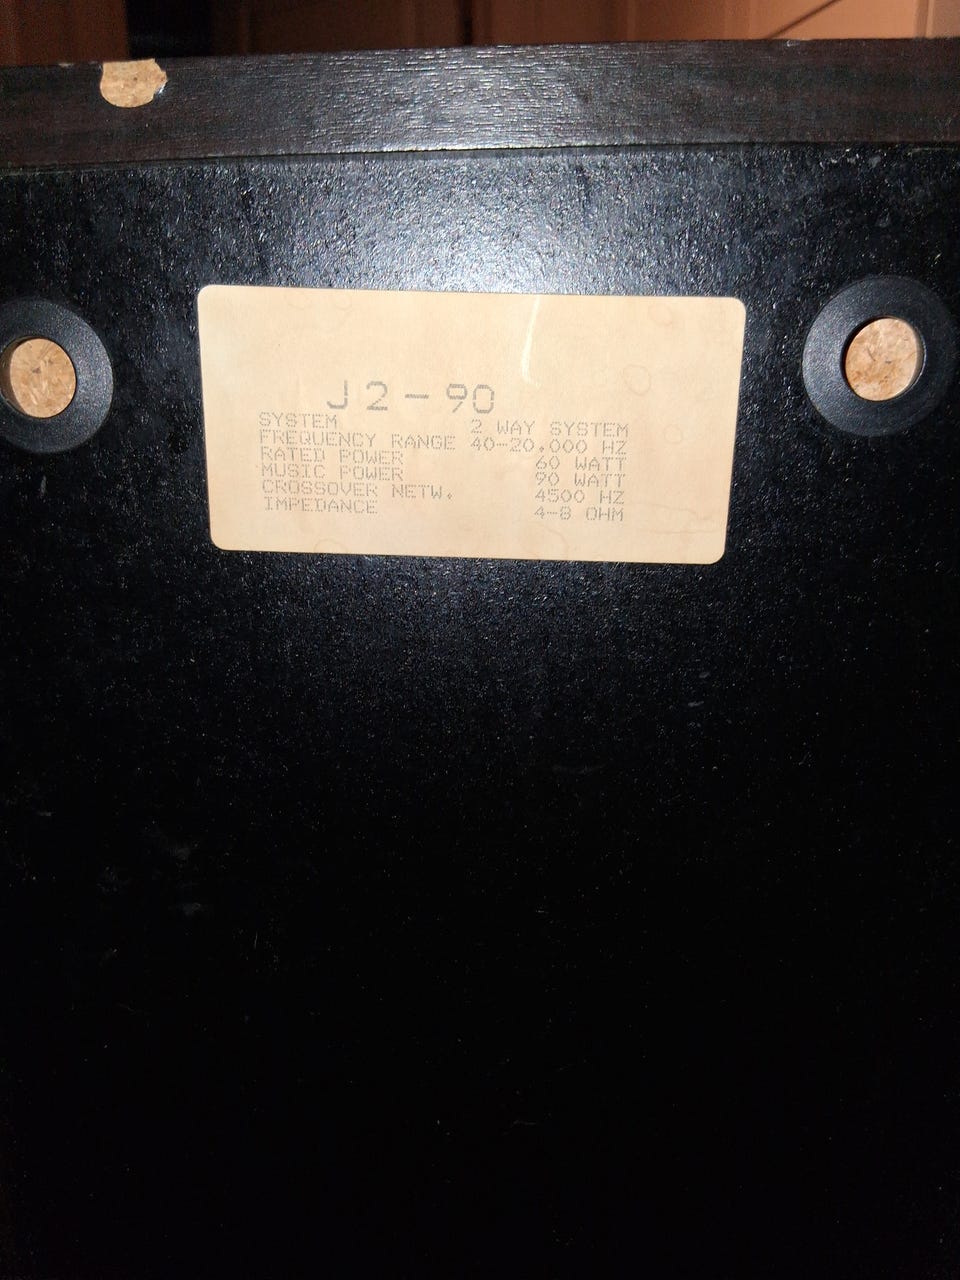 J2-90
SYSTEM 2 WAY SYSTEM
FREQUENCY RANGE 40-20.000 HZ
RATED POWER 60 WATT
MUSIC POWER 90 WATT
CROSSOVER NETW. 4500 HZ
IMPEDANCE 4-8 OHM